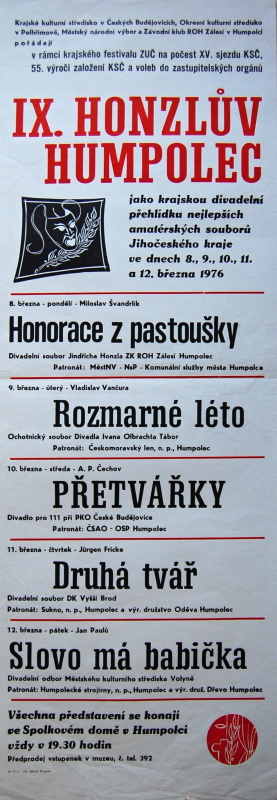 Krajské kulturní středisko v Českých Budějovicích, Okresní kulturní středisko
v Pelhřimově, Městský národní výbor a Závodní klub ROH Zálesí v Humpolci
pořádají
v rámci krajského festivalu ZUČ na počest XV. sjezdu KSČ,
55. výročí založení KSČ a voleb do zastupitelských orgánů
IX. HONZLŮV
HUMPOLEC
jako krajskou divadelní
přehlídku nejlepších
amatérských souborů
Jihočeského kraje
ve dnech 8., 9., 10., 11.
a 12. března 1976
8. března - pondělí - Miloslav Švandrlík
Honorace z pastoušky
Divadelní soubor Jindřicha Honzla ZK ROH Zálesí Humpolec
Patronát: MěstNV - NsP - Komunální služby města Humpolce
9. března - úterý - Vladislav Vančura
Rozmarné léto
Ochotnický soubor Divadla Ivana Olbrachta Tábor
Patronát: Českomoravský len, n. p., Humpolec
10. března - středa - A. P. Čechov
PŘETVÁŘKY
Divadlo pro 111 při PKO České Budějovice
Patronát: ČSAO - OSP Humpolec
11. března - čtvrtek - Jürgen Fricke
Druhá tvář
Divadelní soubor DK Vyšší Brod
Patronát: Sukno, n. p., Humpolec a výr. družstvo Oděva Humpolec
12. března - pátek - Jan Paulů
Slovo má babička
Divadelní odbor Městského kulturního střediska Volyně
Patronát: Humpolecké strojírny, n. p., Humpolec a výr. druž. Dřevo Humpolec
Všechna představení se konají
ve Spolkovém domě v Humpolci
vždy v 19.30 hodin
Předprodej vstupenek v muzeu, č. tel. 392